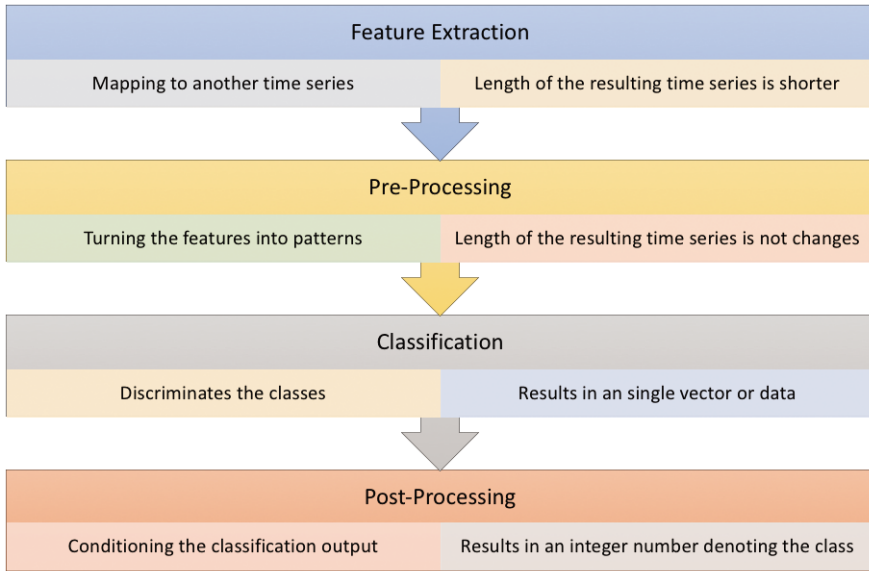 Feature Extraction
Mapping to another time series
Length of the resulting time series is shorter
Pre-Processing
Turning the features into patterns
Length of the resulting time series is not changes
Classification
Discriminates the classes
Results in an single vector or data
Post-Processing
Conditioning the classification output
Results in an integer number denoting the class